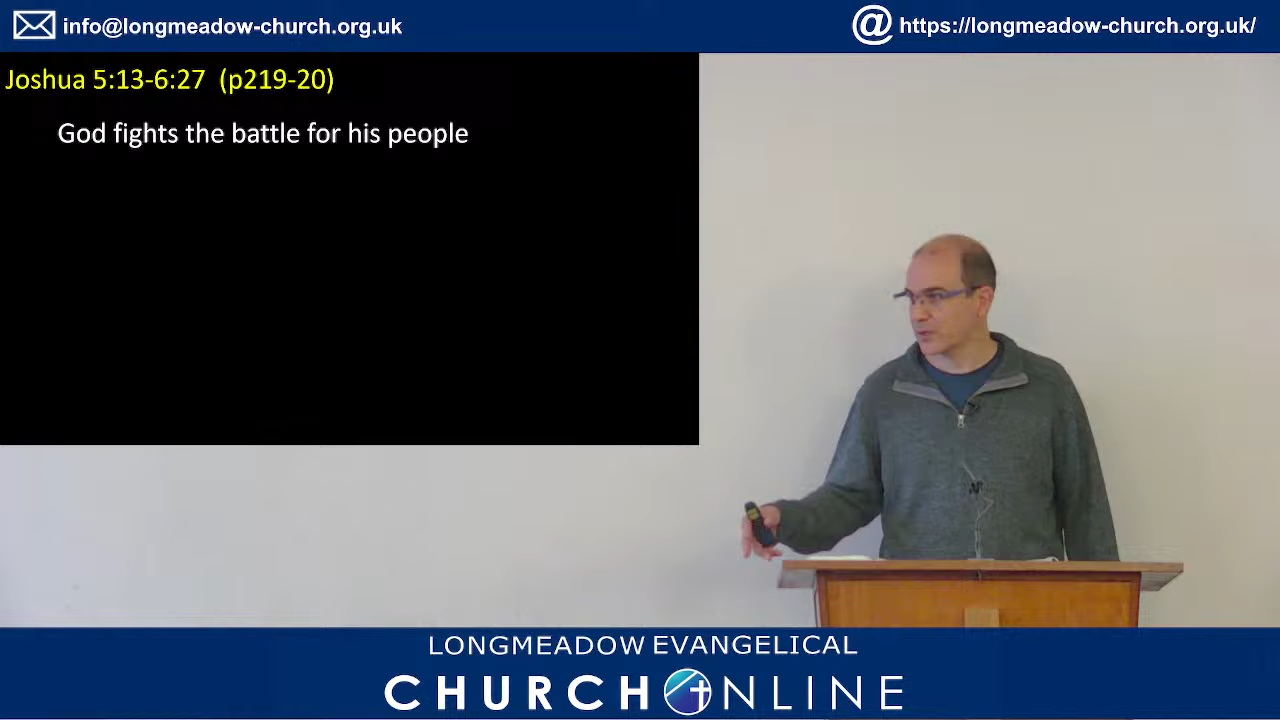 info@longmeadow-church.org.uk
@ https://longmeadow-church.org.uk/
Joshua 5:13-6:27 (p219-20)
God fights the battle for his people
LONGMEADOW EVANGELICAL
CHURCH ONLINE